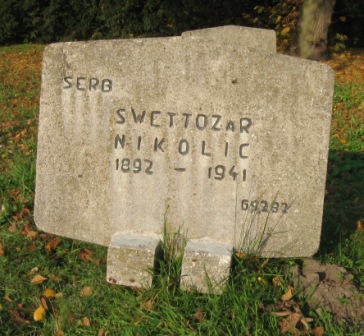 SERB
SWETTOZAR
NIKOLIC
1892 – 1941
69282